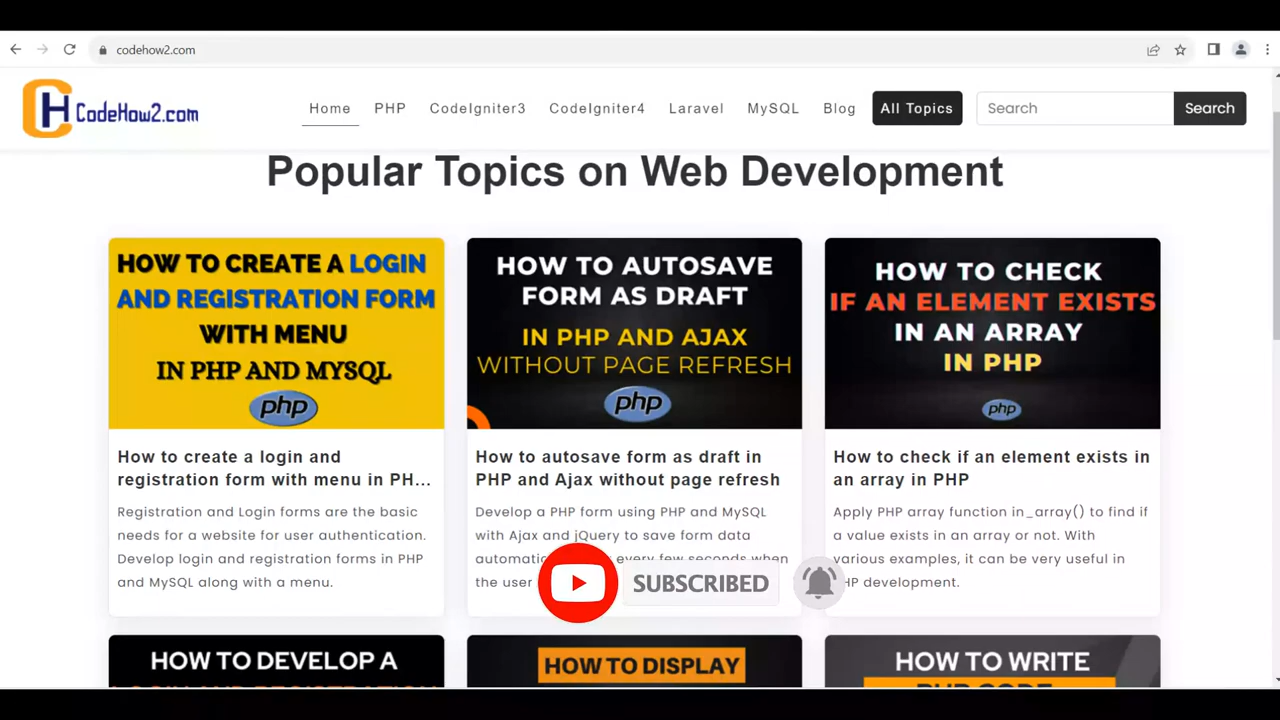 codehow2.com
CH CodeHow2.com
Home PHP CodeIgniter3 CodeIgniter4 Laravel MySQL Blog All Topics Search Search
Popular Topics on Web Development
HOW TO CREATE A LOGIN
AND REGISTRATION FORM
WITH MENU
IN PHP AND MYSQL
php
How to create a login and
registration form with menu in PH...
Registration and Login forms are the basic
needs for a website for user authentication.
Develop login and registration forms in PHP
and MySQL along with a menu.
HOW TO AUTOSAVE
FORM AS DRAFT
IN PHP AND AJAX
WITHOUT PAGE REFRESH
php
How to autosave form as draft in
PHP and Ajax without page refresh
Develop a PHP form using PHP and MySQL
with Ajax and jQuery to save form data
every few seconds when
the user
HOW TO CHECK
IF AN ELEMENT EXISTS
IN AN ARRAY
IN PHP
php
How to check if an element exists in
an array in PHP
Apply PHP array function in_array() to find if
a value exists in an array or not. With
various examples, it can be very useful in
PHP development.
SUBSCRIBED
HOW TO DEVELOP A
HOW TO DISPLAY
HOW TO WRITE